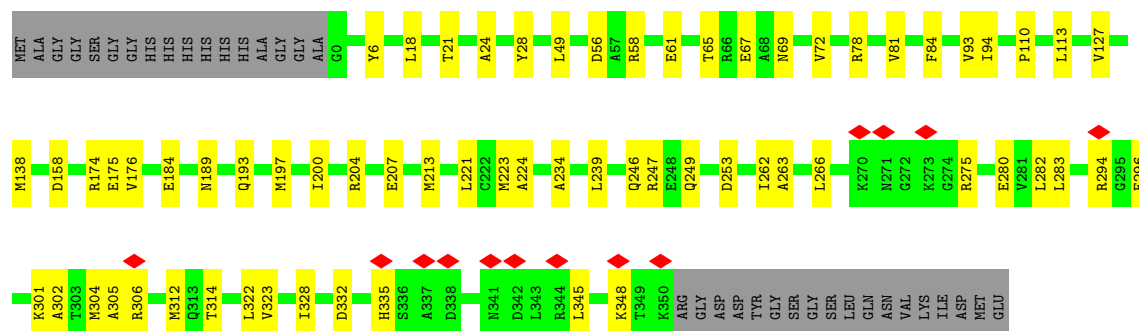 MET ALA GLY GLY SER GLY GLY HIS HIS HIS HIS HIS HIS ALA GLY GLY ALA G0 Y6 L18 T21 A24 Y28 L49 D56 A57 R58 E61 T65 R66 E67 A68 N69 V72 R78 V81 F84 V93 I94 P110 L113 V127
M138 D158 R174 E175 V176 E184 N189 Q193 M197 I200 R204 E207 M213 L221 C222 M223 A224 A234 L239 Q246 R247 E248 Q249 D253 I262 A263 L266 K270 N271 G272 K273 G274 R275 E280 V281 L282 L283 R294 G295
K301 A302 T303 M304 A305 R306 M312 Q313 T314 L322 V323 I328 D332 H335 S336 A337 D338 N341 D342 L343 R344 L345 K348 T349 K350 ARG GLY ASP ASP TYR GLY SER GLY SER LEU GLN ASN VAL LYS ILE ASP MET GLU